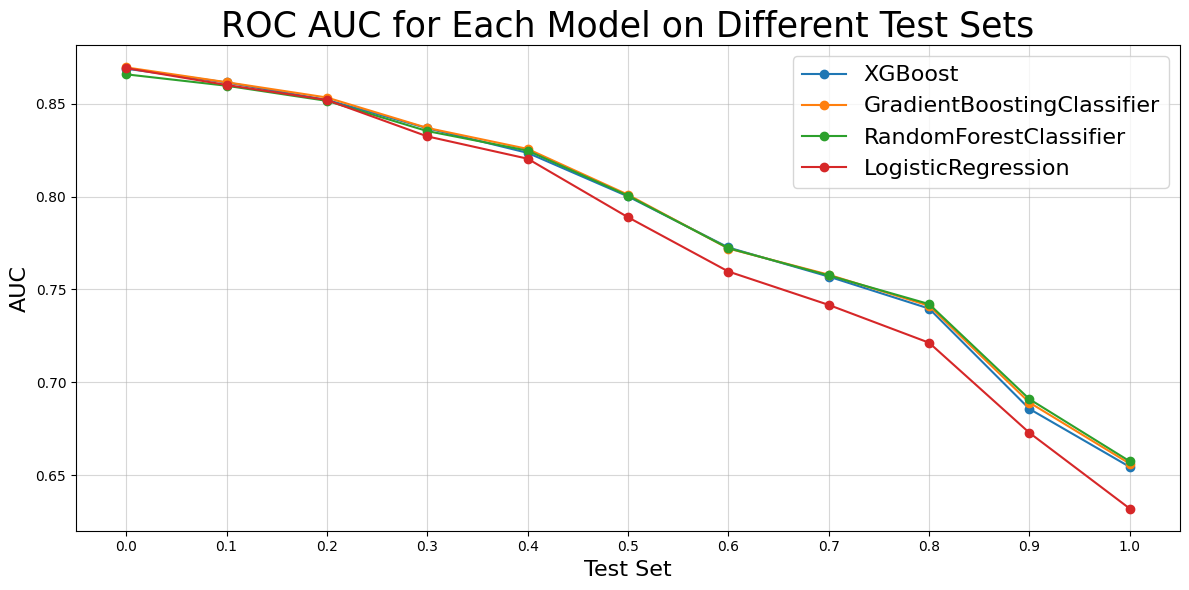 ROC AUC for Each Model on Different Test Sets
XGBoost
GradientBoostingClassifier
RandomForestClassifier
LogisticRegression
AUC
0.85
0.80
0.75
0.70
0.65
0.0 0.1 0.2 0.3 0.4 0.5 0.6 0.7 0.8 0.9 1.0
Test Set